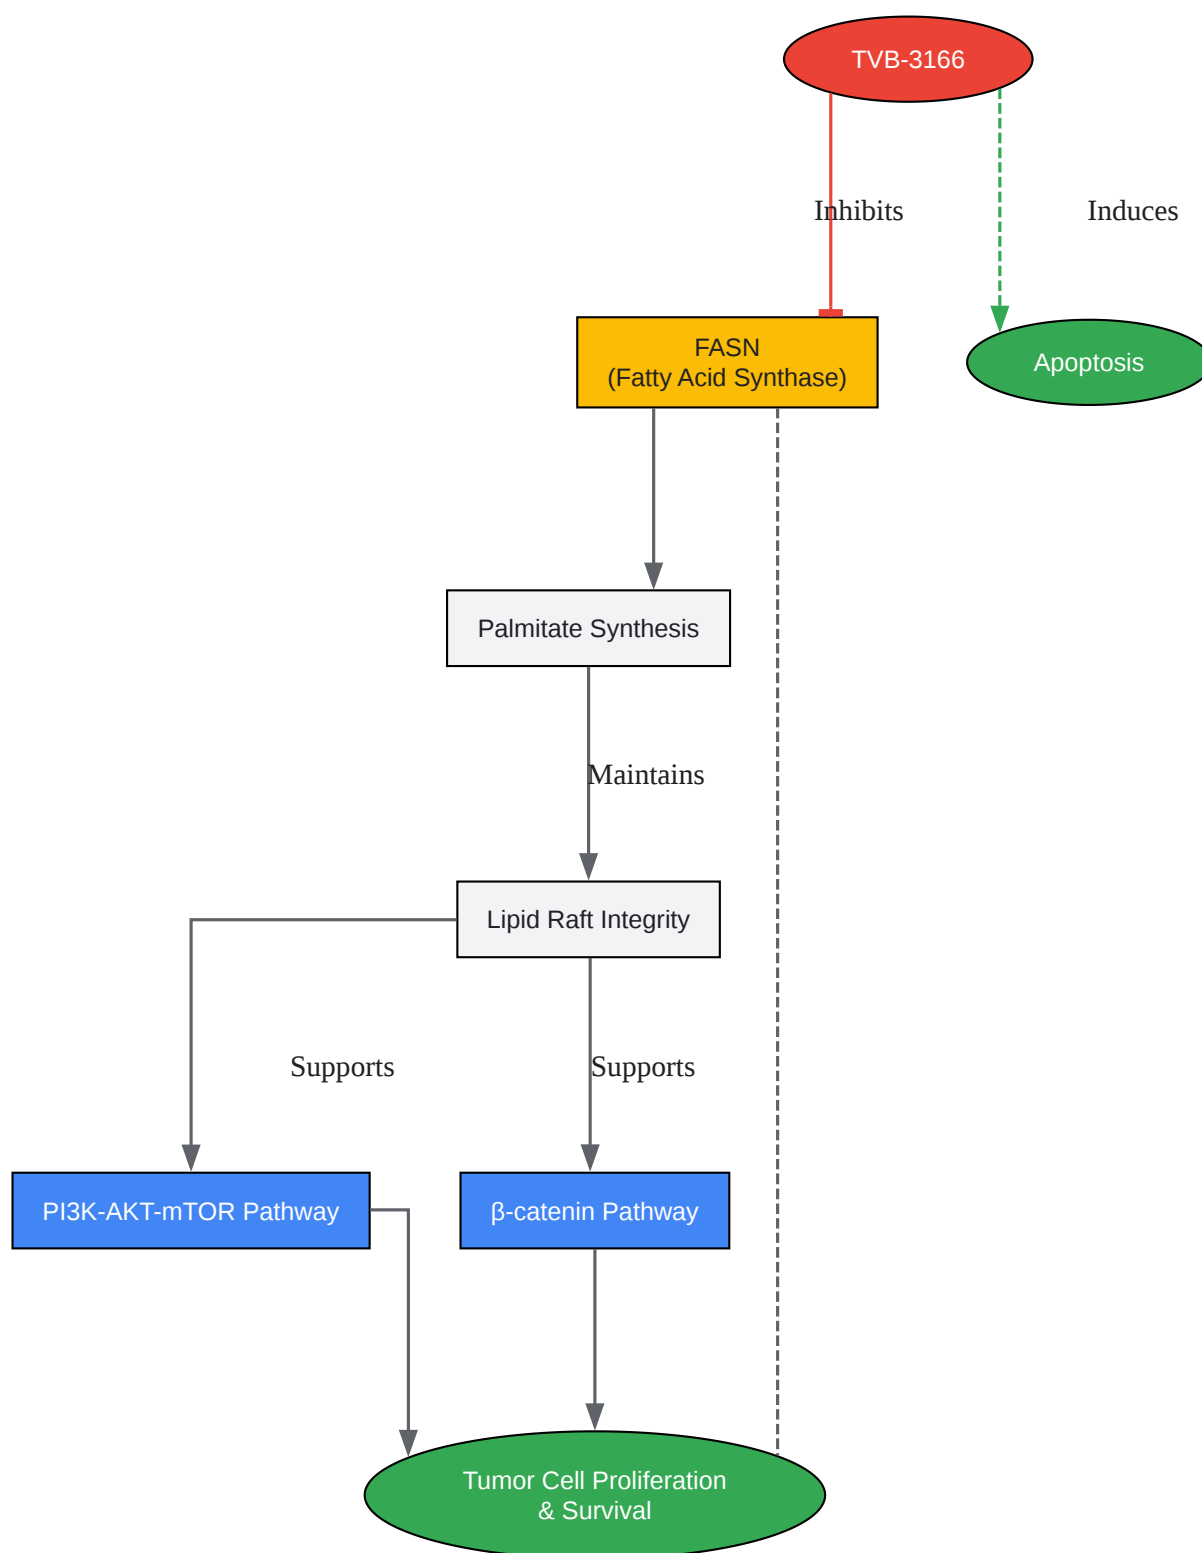 TVB-3166
Inhibits
Induces
FASN
(Fatty Acid Synthase)
Apoptosis
Palmitate Synthesis
Maintains
Lipid Raft Integrity
Supports
Supports
PI3K-AKT-mTOR Pathway
β-catenin Pathway
Tumor Cell Proliferation
& Survival